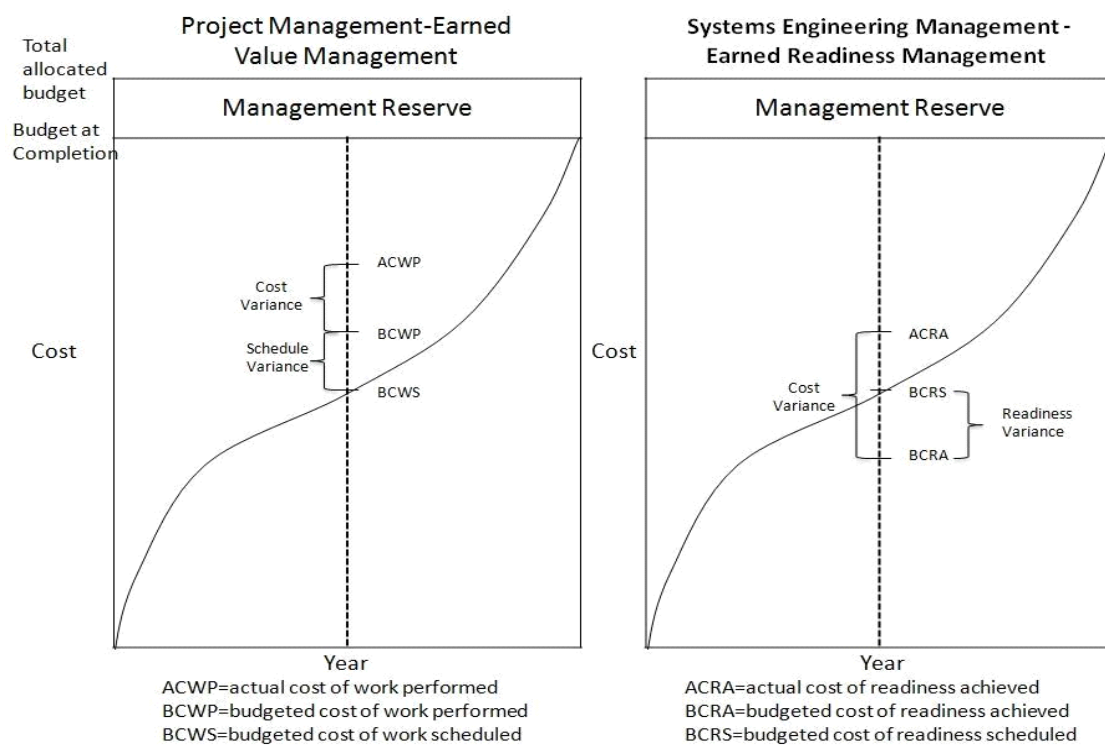 Project Management-Earned
Value Management
Total
allocated
budget
Management Reserve
Budget at
Completion
ACWP
Cost
Variance
BCWP
Schedule
Variance
BCWS
Cost
Year
ACWP=actual cost of work performed
BCWP=budgeted cost of work performed
BCWS=budgeted cost of work scheduled
Systems Engineering Management -
Earned Readiness Management
Management Reserve
ACRA
Cost
Variance
BCRS
Readiness
Variance
BCRA
Cost
Year
ACRA=actual cost of readiness achieved
BCRA=budgeted cost of readiness achieved
BCRS=budgeted cost of readiness scheduled